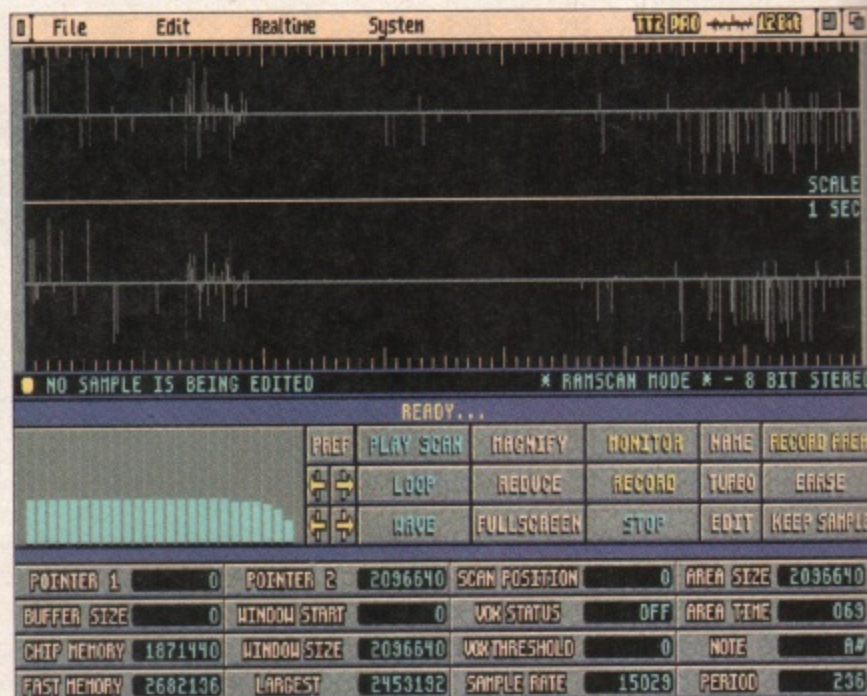 File Edit Realtime System TT2 PRO 12Bit
SCALE
1 SEC
NO SAMPLE IS BEING EDITED * RAMSCAN MODE * - 8 BIT STEREO
READY...
PREF PLAY SCAN MAGNIFY MONITOR NAME RECORD AREA
LOOP REDUCE RECORD TURBO ERASE
WAVE FULLSCREEN STOP EDIT KEEP SAMPLE
POINTER 1 0 POINTER 2 2096640 SCAN POSITION 0 AREA SIZE 2096640
BUFFER SIZE 0 WINDOW START 0 VOX STATUS OFF AREA TIME 069
CHIP MEMORY 1871440 WINDOW SIZE 2096640 VOX THRESHOLD 0 NOTE A#
FAST MEMORY 2682136 LARGEST 2453192 SAMPLE RATE 15029 PERIOD 236